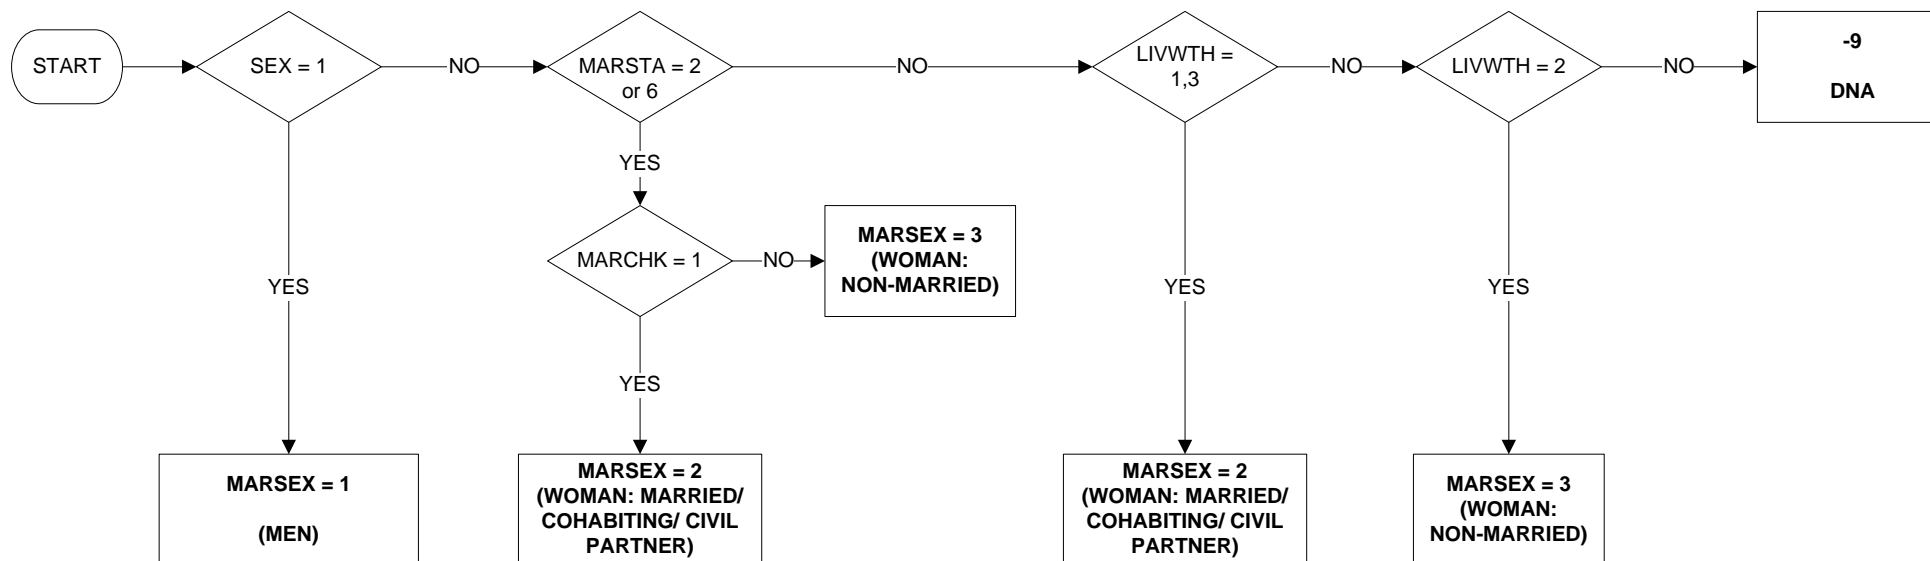 START
SEX = 1
NO
MARSTA = 2
or 6
NO
LIVWTH =
1,3
NO
LIVWTH = 2
NO
-9
DNA
YES
YES
MARCHK = 1
NO
MARSEX = 3
(WOMAN:
NON-MARRIED)
YES
YES
YES
MARSEX = 1
(MEN)
MARSEX = 2
(WOMAN: MARRIED/
COHABITING/ CIVIL
PARTNER)
MARSEX = 2
(WOMAN: MARRIED/
COHABITING/ CIVIL
PARTNER)
MARSEX = 3
(WOMAN:
NON-MARRIED)